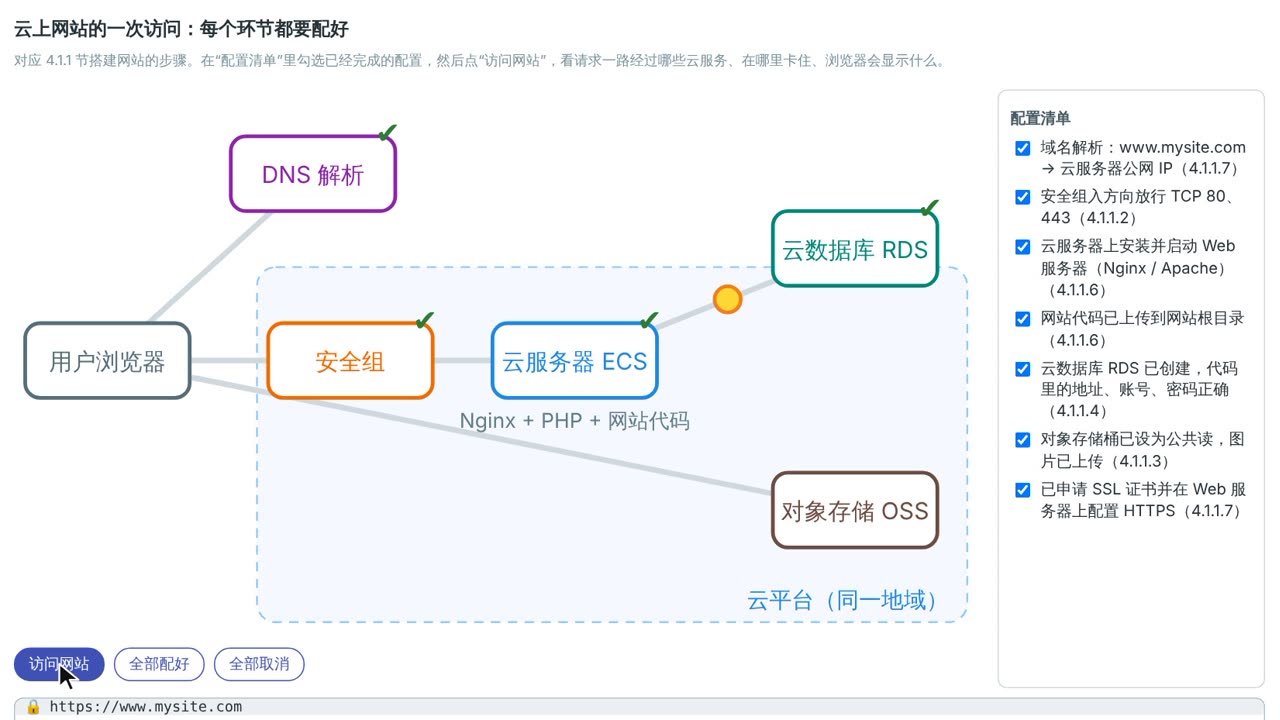 云上网站的一次访问：每个环节都要配好
对应 4.1.1 节搭建网站的步骤。在“配置清单”里勾选已经完成的配置，然后点“访问网站”，看请求一路经过哪些云服务、在哪里卡住、浏览器会显示什么。
DNS 解析
云数据库 RDS
用户浏览器
安全组
云服务器 ECS
Nginx + PHP + 网站代码
对象存储 OSS
云平台（同一地域）
配置清单
域名解析：www.mysite.com
→ 云服务器公网 IP（4.1.1.7）
安全组入方向放行 TCP 80、
443（4.1.1.2）
云服务器上安装并启动 Web
服务器（Nginx / Apache）
（4.1.1.6）
网站代码已上传到网站根目录
（4.1.1.6）
云数据库 RDS 已创建，代码
里的地址、账号、密码正确
（4.1.1.4）
对象存储桶已设为公共读，图
片已上传（4.1.1.3）
已申请 SSL 证书并在 Web 服
务器上配置 HTTPS（4.1.1.7）
访问网站
全部配好
全部取消
https://www.mysite.com